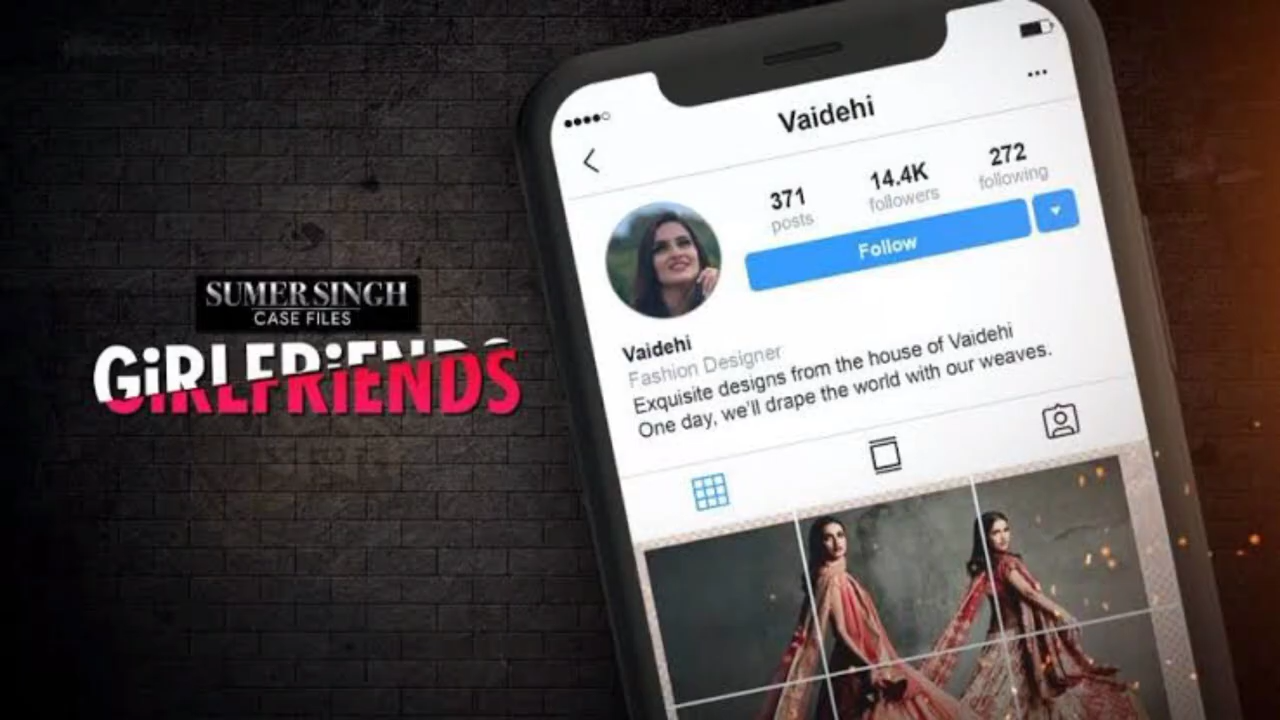 SUMER SINGH
CASE FILES
GiRLFRiENDS
Vaidehi
371
posts
14.4K
followers
272
following
Follow
Vaidehi
Fashion Designer
Exquisite designs from the house of Vaidehi
One day, we'll drape the world with our weaves.